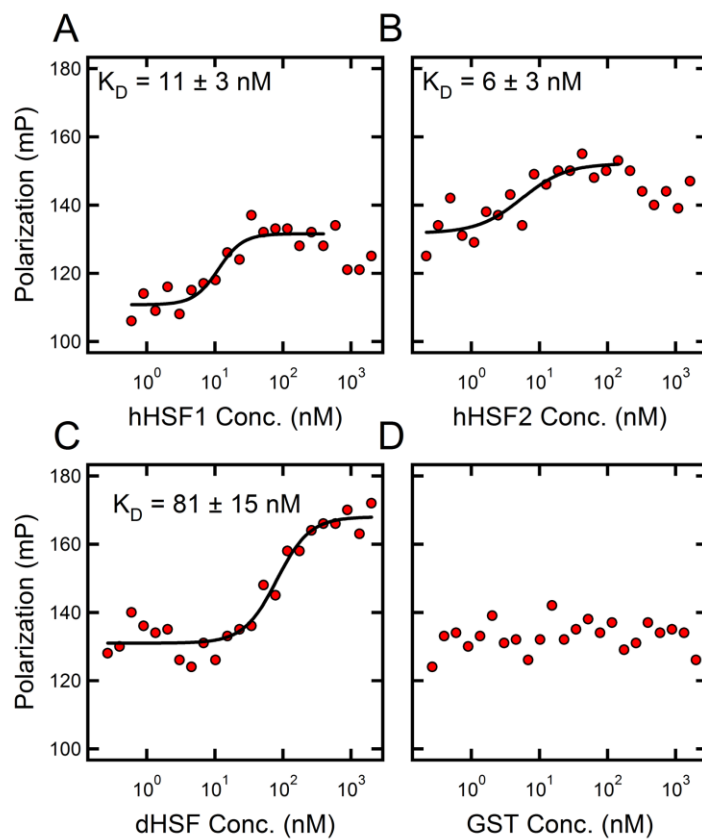 A
B
K_D = 11 ± 3 nM
K_D = 6 ± 3 nM
Polarization (mP)
180
160
140
120
100
10^0 10^1 10^2 10^3
10^0 10^1 10^2 10^3
hHSF1 Conc. (nM)
hHSF2 Conc. (nM)
C
D
K_D = 81 ± 15 nM
Polarization (mP)
180
160
140
120
100
10^0 10^1 10^2 10^3
10^0 10^1 10^2 10^3
dHSF Conc. (nM)
GST Conc. (nM)